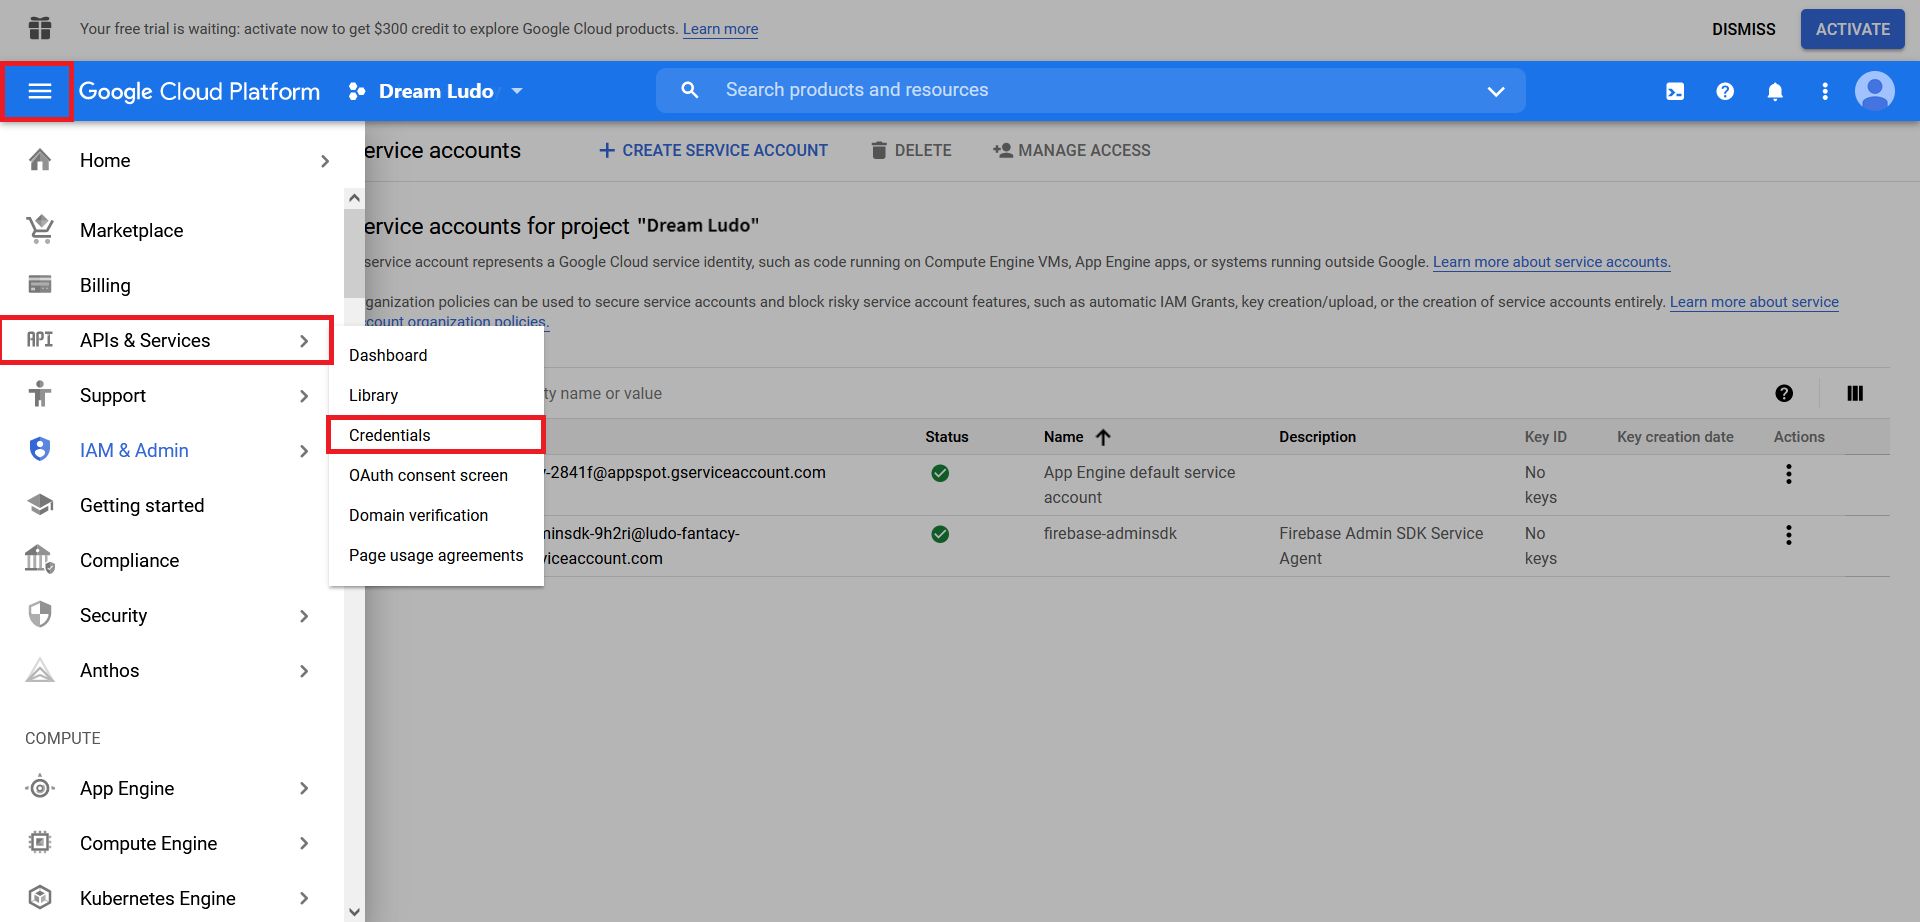 Your free trial is waiting: activate now to get $300 credit to explore Google Cloud products. Learn more
DISMISS
ACTIVATE
Google Cloud Platform
Dream Ludo
Search products and resources
Home
Marketplace
Billing
API APIs & Services
Support
IAM & Admin
Getting started
Compliance
Security
Anthos
COMPUTE
App Engine
Compute Engine
Kubernetes Engine
Dashboard
Library
Credentials
OAuth consent screen
Domain verification
Page usage agreements
ervice accounts
CREATE SERVICE ACCOUNT
DELETE
MANAGE ACCESS
ervice accounts for project "Dream Ludo"
service account represents a Google Cloud service identity, such as code running on Compute Engine VMs, App Engine apps, or systems running outside Google. Learn more about service accounts.
ganization policies can be used to secure service accounts and block risky service account features, such as automatic IAM Grants, key creation/upload, or the creation of service accounts entirely. Learn more about service
count organization policies.
ty name or value
Status
Name
Description
Key ID
Key creation date
Actions
-2841f@appspot.gserviceaccount.com
App Engine default service
account
No
keys
minsdk-9h2ri@ludo-fantacy-
viceaccount.com
firebase-adminsdk
Firebase Admin SDK Service
Agent
No
keys